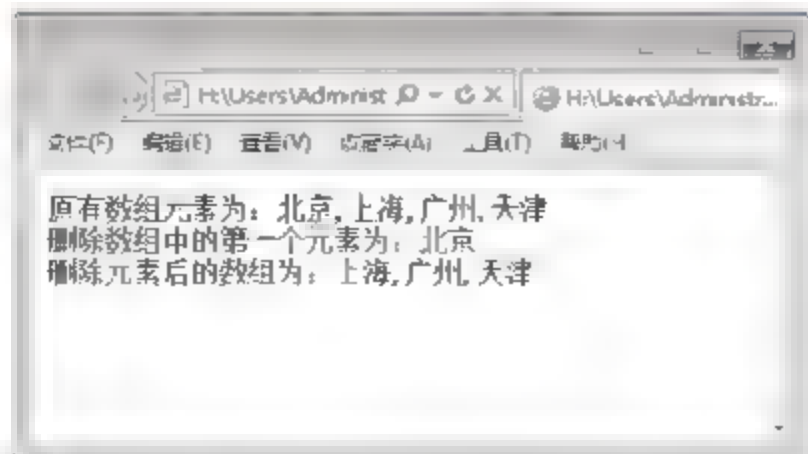 H:\Users\Administ
H:\Users\Administr...
文件(F) 编辑(E) 查看(V) 收藏夹(A) 工具(T) 帮助(H)
原有数组元素为：北京,上海,广州,天津
删除数组中的第一个元素为：北京
删除元素后的数组为：上海,广州,天津